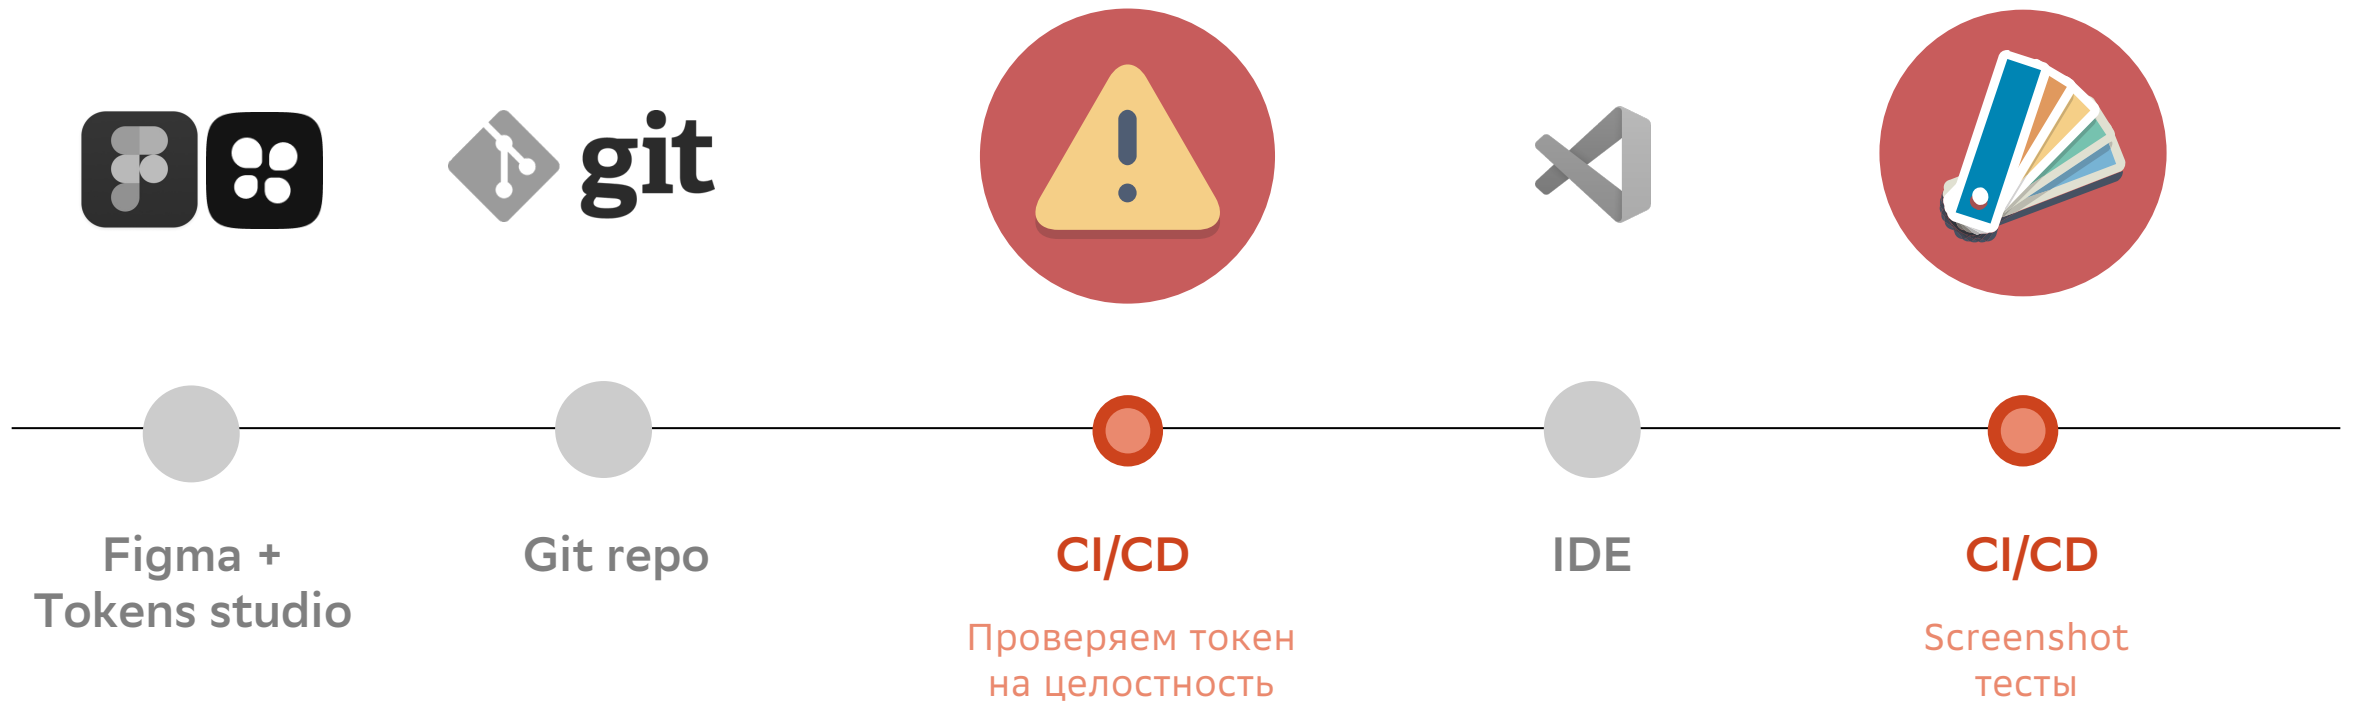 git
Figma +
Tokens studio
Git repo
CI/CD
Проверяем токен
на целостность
IDE
CI/CD
Screenshot
тесты